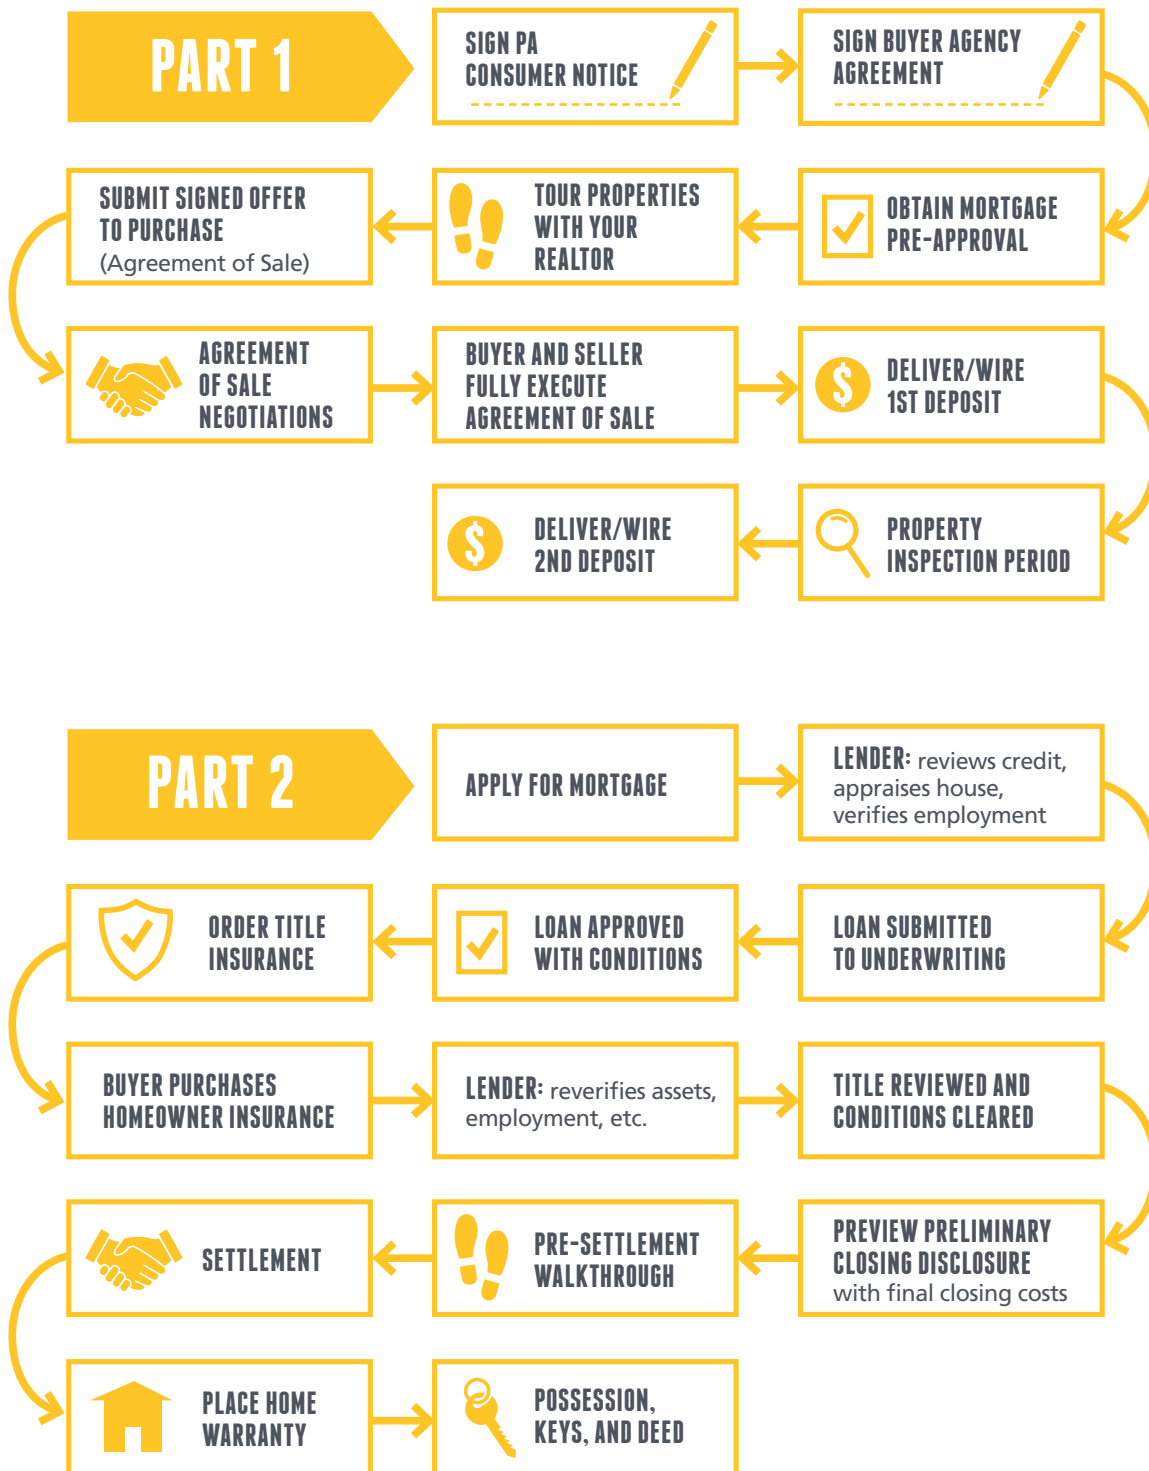 PART 1
SIGN PA
CONSUMER NOTICE
SIGN BUYER AGENCY
AGREEMENT
OBTAIN MORTGAGE
PRE-APPROVAL
TOUR PROPERTIES
WITH YOUR
REALTOR
SUBMIT SIGNED OFFER
TO PURCHASE
(Agreement of Sale)
AGREEMENT
OF SALE
NEGOTIATIONS
BUYER AND SELLER
FULLY EXECUTE
AGREEMENT OF SALE
$
DELIVER/WIRE
1ST DEPOSIT
PROPERTY
INSPECTION PERIOD
$
DELIVER/WIRE
2ND DEPOSIT
PART 2
APPLY FOR MORTGAGE
LENDER: reviews credit,
appraises house,
verifies employment
LOAN SUBMITTED
TO UNDERWRITING
LOAN APPROVED
WITH CONDITIONS
ORDER TITLE
INSURANCE
BUYER PURCHASES
HOMEOWNER INSURANCE
LENDER: reverifies assets,
employment, etc.
TITLE REVIEWED AND
CONDITIONS CLEARED
PREVIEW PRELIMINARY
CLOSING DISCLOSURE
with final closing costs
PRE-SETTLEMENT
WALKTHROUGH
SETTLEMENT
PLACE HOME
WARRANTY
POSSESSION,
KEYS, AND DEED